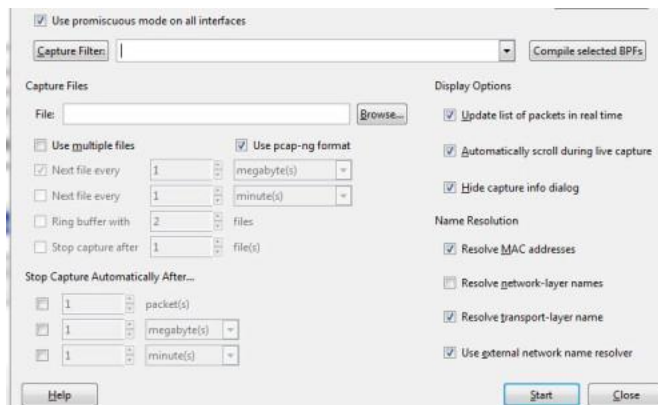 Use promiscuous mode on all interfaces
Capture Filter:
Compile selected BPFs
Capture Files
File:
Browse...
Use multiple files
Use pcap-ng format
Next file every 1 megabyte(s)
Next file every 1 minute(s)
Ring buffer with 2 files
Stop capture after 1 file(s)
Stop Capture Automatically After...
1 packet(s)
1 megabyte(s)
1 minute(s)
Display Options
Update list of packets in real time
Automatically scroll during live capture
Hide capture info dialog
Name Resolution
Resolve MAC addresses
Resolve network-layer names
Resolve transport-layer name
Use external network name resolver
Help
Start
Close